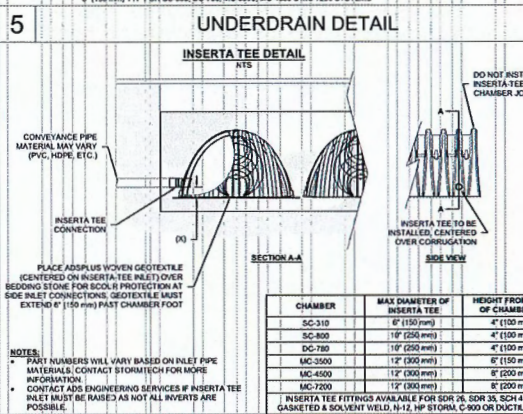 5
UNDERDRAIN DETAIL
INSERTA TEE DETAIL
NTS
DO NOT INST
INSERTA-TEE
CHAMBER JO
CONVEYANCE PIPE
MATERIAL MAY VARY
(PVC, HDPE, ETC.)
A
INSERTA TEE
CONNECTION
(X)
A
INSERTA TEE TO BE
INSTALLED, CENTERED
OVER CORRUGATION
SECTION A-A
SIDE VIEW
PLACE ADSPLUS WOVEN GEOTEXTILE
(CENTERED ON INSERTA-TEE INLET) OVER
BEDDING STONE FOR SCOUR PROTECTION AT
SIDE INLET CONNECTIONS. GEOTEXTILE MUST
EXTEND 6" (150 mm) PAST CHAMBER FOOT
CHAMBER MAX DIAMETER OF INSERTA TEE HEIGHT FROM OF CHAMB
SC-310 6" (150 mm) 4" (100 m
SC-800 10" (250 mm) 4" (100 m
DC-780 10" (250 mm) 4" (100 m
MC-3500 12" (300 mm) 6" (150 m
MC-4500 12" (300 mm) 8" (200 m
MC-7200 12" (300 mm) 8" (200 m
INSERTA TEE FITTINGS AVAILABLE FOR SDR 26, SDR 35, SCH 4
GASKETED & SOLVENT WELD, N-12, HP STORM, C-900 OR DUCTIL
NOTES:
• PART NUMBERS WILL VARY BASED ON INLET PIPE
MATERIALS. CONTACT STORMTECH FOR MORE
INFORMATION.
• CONTACT ADS ENGINEERING SERVICES IF INSERTA TEE
INLET MUST BE RAISED AS NOT ALL INVERTS ARE
POSSIBLE.